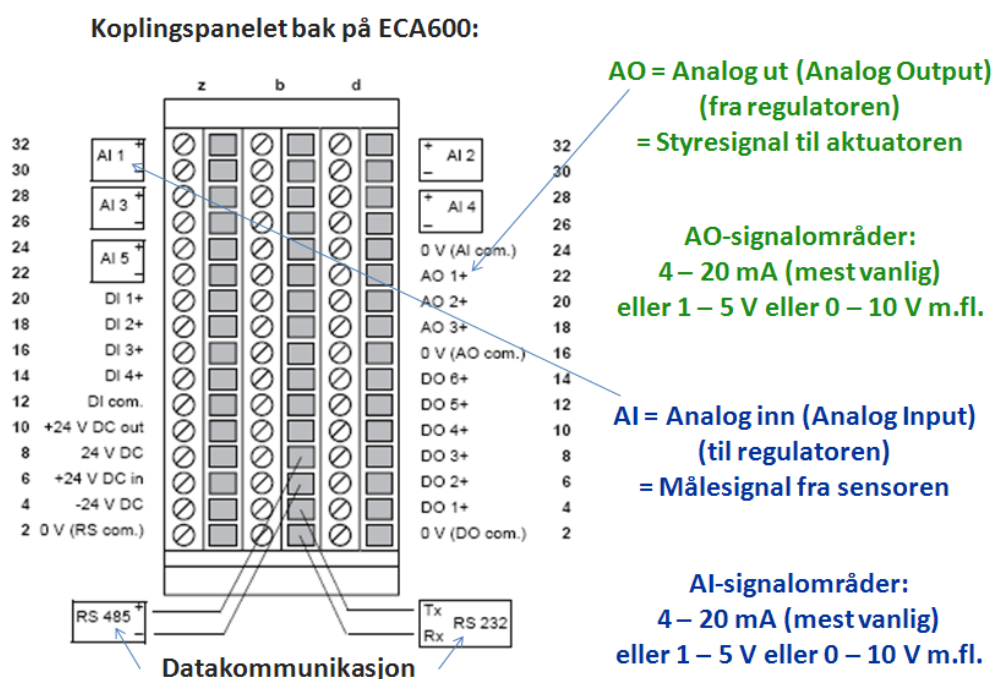 Koplingspanelet bak på ECA600:
z b d
32
30
28
26
24
22
20
18
16
14
12
10
8
6
4
2
AI 1 + –
AI 3 + –
AI 5 + –
DI 1+
DI 2+
DI 3+
DI 4+
DI com.
+24 V DC out
24 V DC
+24 V DC in
-24 V DC
0 V (RS com.)
+ – AI 2
+ – AI 4
0 V (AI com.)
AO 1+
AO 2+
AO 3+
0 V (AO com.)
DO 6+
DO 5+
DO 4+
DO 3+
DO 2+
DO 1+
0 V (DO com.)
32
30
28
26
24
22
20
18
16
14
12
10
8
6
4
2
RS 485 + –
Tx
Rx RS 232
Datakommunikasjon
AO = Analog ut (Analog Output)
(fra regulatoren)
= Styresignal til aktuatoren
AO-signalområder:
4 – 20 mA (mest vanlig)
eller 1 – 5 V eller 0 – 10 V m.fl.
AI = Analog inn (Analog Input)
(til regulatoren)
= Målesignal fra sensoren
AI-signalområder:
4 – 20 mA (mest vanlig)
eller 1 – 5 V eller 0 – 10 V m.fl.